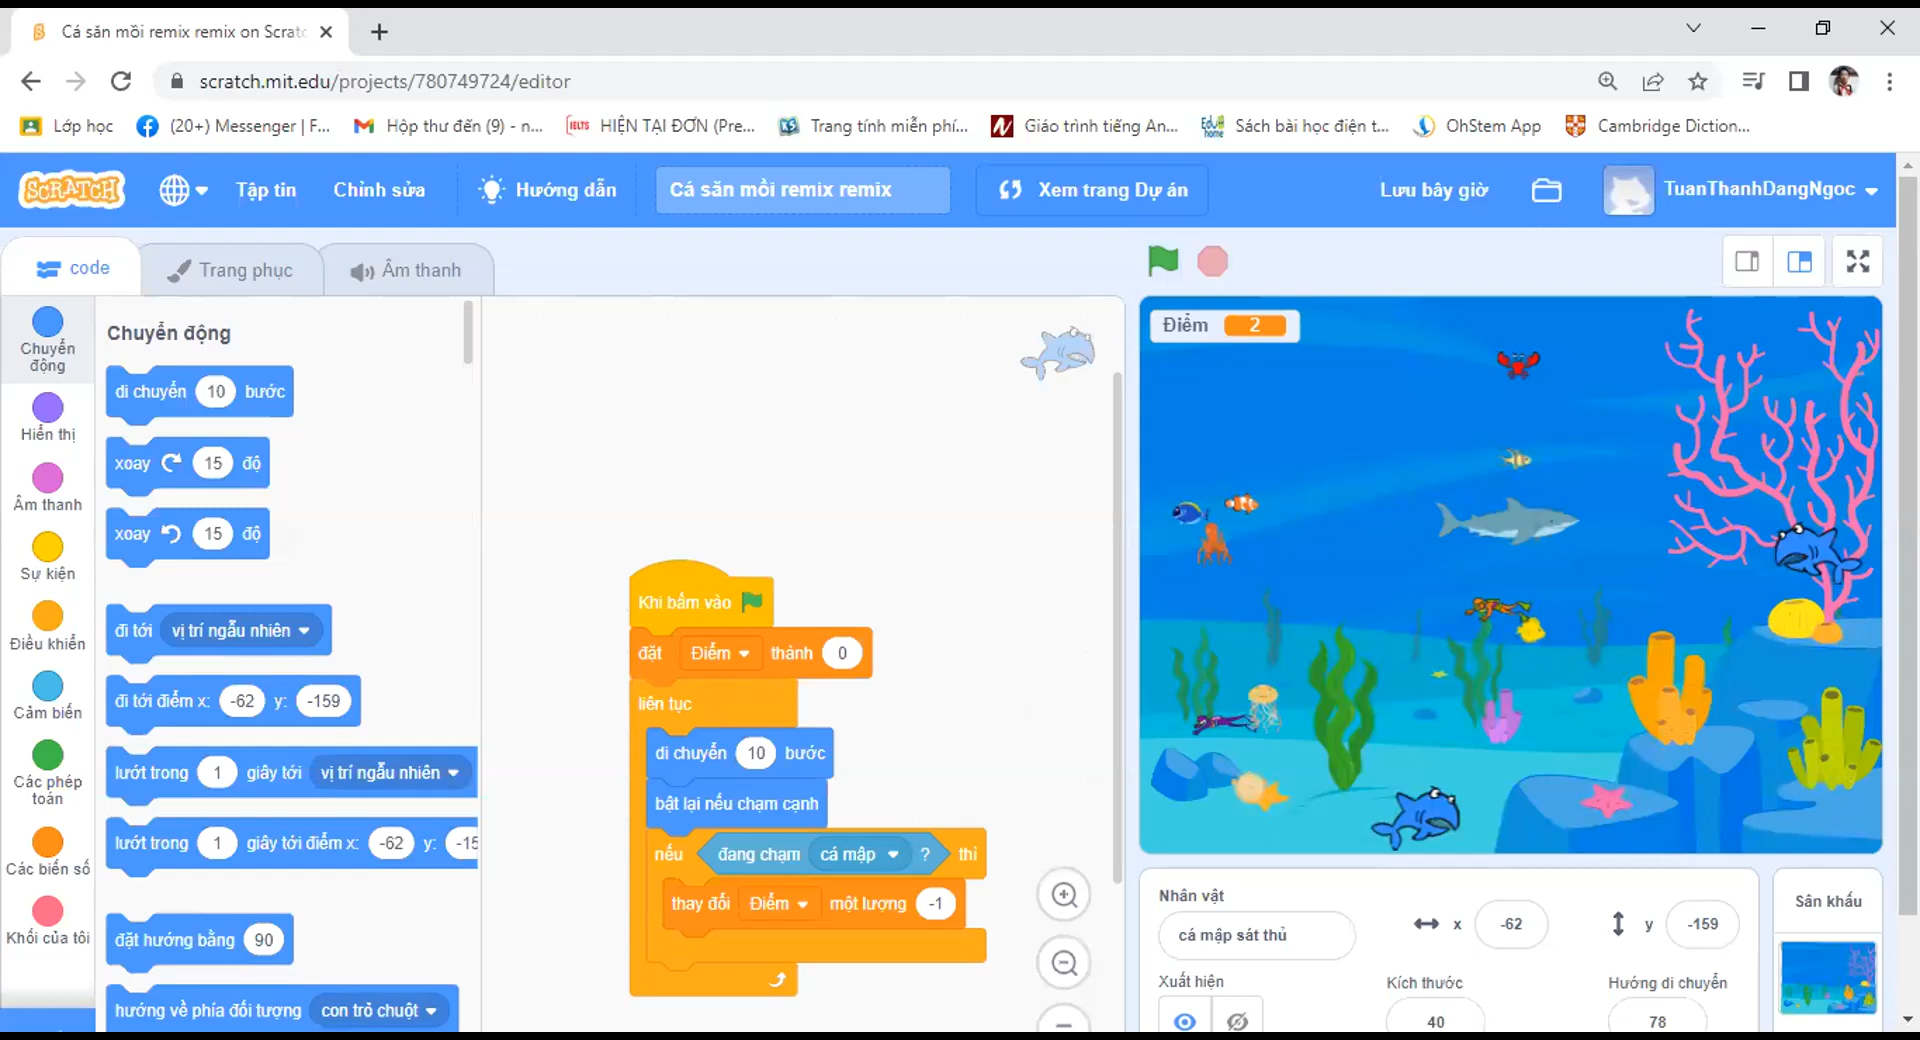 Cá săn mồi remix remix on Scratc
scratch.mit.edu/projects/780749724/editor
Lớp học
(20+) Messenger | F...
Hộp thư đến (9) - n...
IELTS HIỆN TẠI ĐƠN (Pre...
Trang tính miễn phí...
Giáo trình tiếng An...
Edu home Sách bài học điện t...
OhStem App
Cambridge Diction...
SCRATCH
Tập tin
Chỉnh sửa
Hướng dẫn
Cá săn mồi remix remix
Xem trang Dự án
Lưu bây giờ
TuanThanhDangNgoc
code
Trang phục
Âm thanh
Chuyển động
Hiển thị
Âm thanh
Sự kiện
Điều khiển
Cảm biến
Các phép toán
Các biến số
Khối của tôi
Chuyển động
di chuyển 10 bước
xoay 15 độ
xoay 15 độ
đi tới vị trí ngẫu nhiên
đi tới điểm x: -62 y: -159
lướt trong 1 giây tới vị trí ngẫu nhiên
lướt trong 1 giây tới điểm x: -62 y: -15
đặt hướng bằng 90
hướng về phía đối tượng con trỏ chuột
Khi bấm vào
đặt Điểm thành 0
liên tục
di chuyển 10 bước
bật lại nếu chạm cạnh
nếu đang chạm cá mập ? thì
thay đổi Điểm một lượng -1
Điểm 2
Nhân vật
cá mập sát thủ
x -62
y -159
Xuất hiện
Kích thước
40
Hướng di chuyển
78
Sân khấu